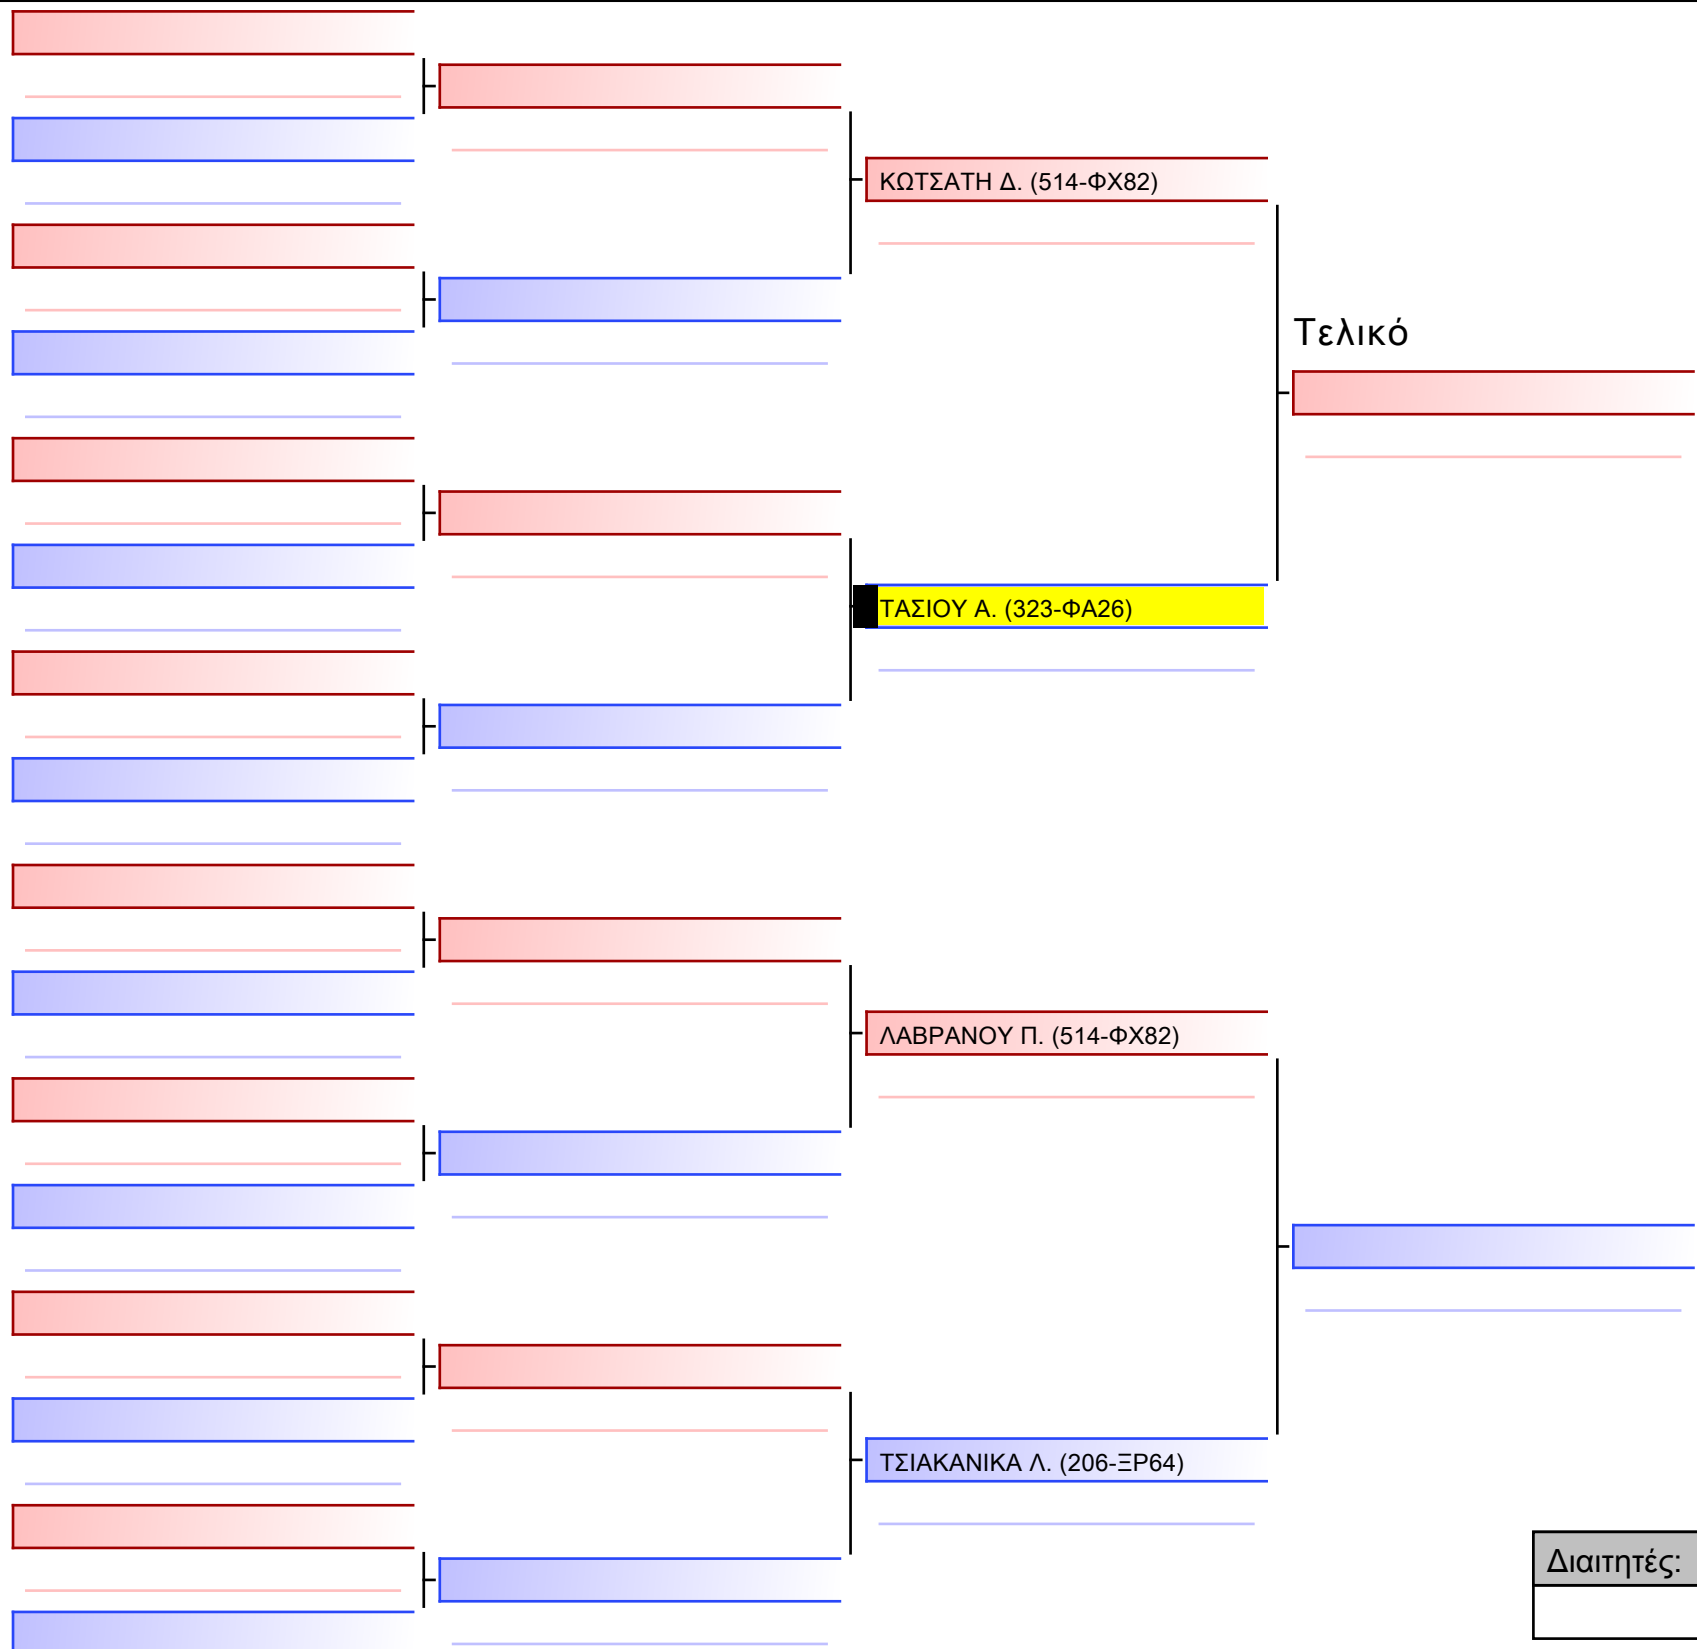 ΚΩΤΣΑΤΗ Δ. (514-ΦΧ82)
Τελικό
ΤΑΣΙΟΥ Α. (323-ΦΑ26)
ΛΑΒΡΑΝΟΥ Π. (514-ΦΧ82)
ΤΣΙΑΚΑΝΙΚΑ Λ. (206-ΞΡ64)
Διαιτητές: